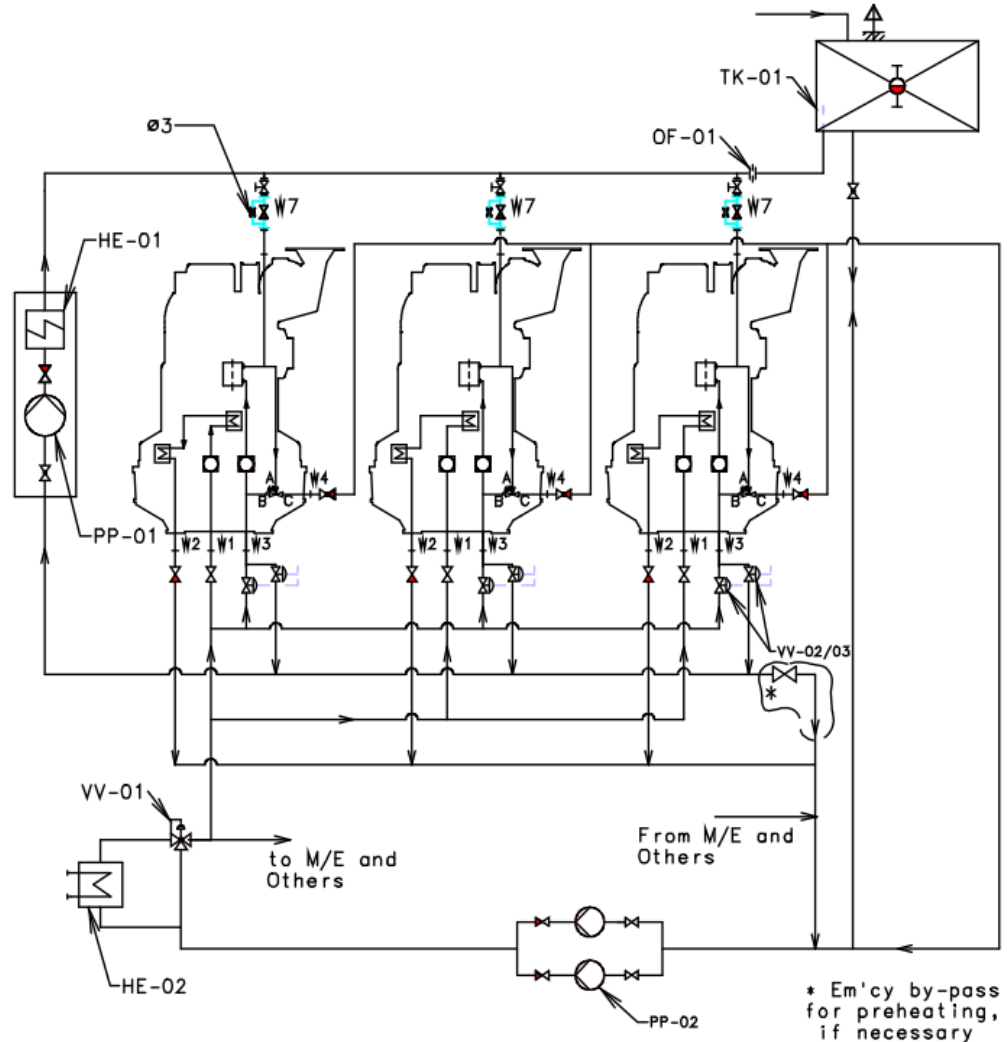 TK-01
ø3
OF-01
W7
W7
W7
HE-01
PP-01
A
B
C
W4
A
B
C
W4
A
B
C
W4
W2
W1
W3
W2
W1
W3
W2
W1
W3
VV-02/03
*
VV-01
to M/E and
Others
From M/E and
Others
HE-02
PP-02
* Em'cy by-pass
for preheating,
if necessary